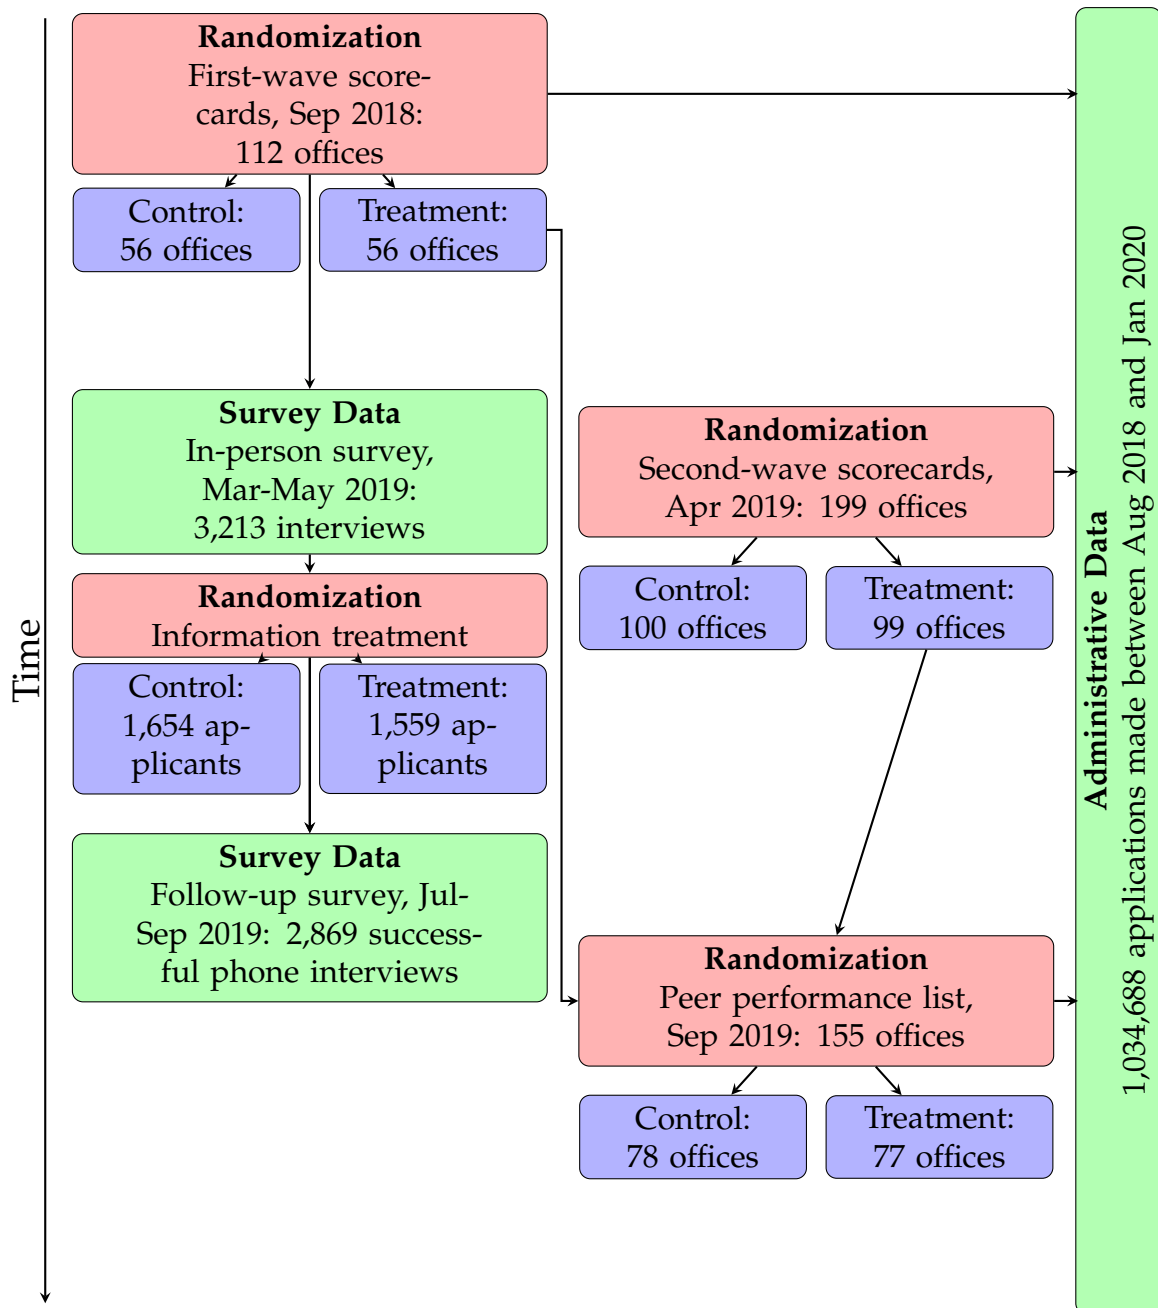 Time
Randomization
First-wave score-
cards, Sep 2018:
112 offices
Control:
56 offices
Treatment:
56 offices
Survey Data
In-person survey,
Mar-May 2019:
3,213 interviews
Randomization
Information treatment
Control:
1,654 ap-
plicants
Treatment:
1,559 ap-
plicants
Survey Data
Follow-up survey, Jul-
Sep 2019: 2,869 success-
ful phone interviews
Randomization
Second-wave scorecards,
Apr 2019: 199 offices
Control:
100 offices
Treatment:
99 offices
Randomization
Peer performance list,
Sep 2019: 155 offices
Control:
78 offices
Treatment:
77 offices
Administrative Data
1,034,688 applications made between Aug 2018 and Jan 2020